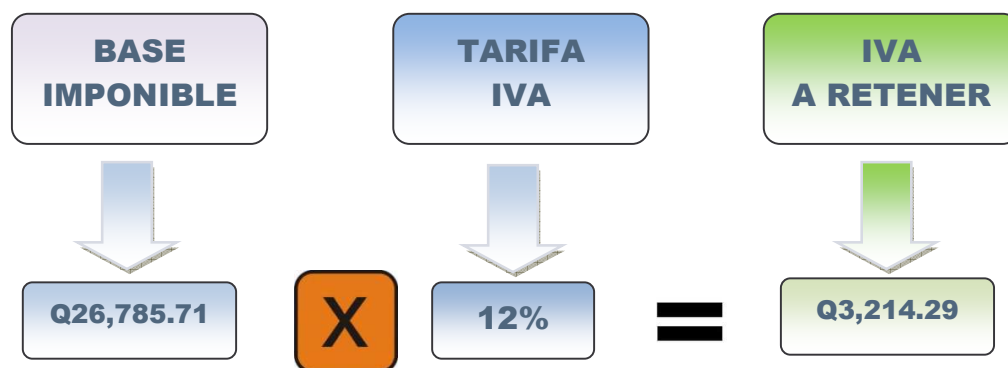 BASE
IMPONIBLE
TARIFA
IVA
IVA
A RETENER
Q26,785.71
X
12%
=
Q3,214.29